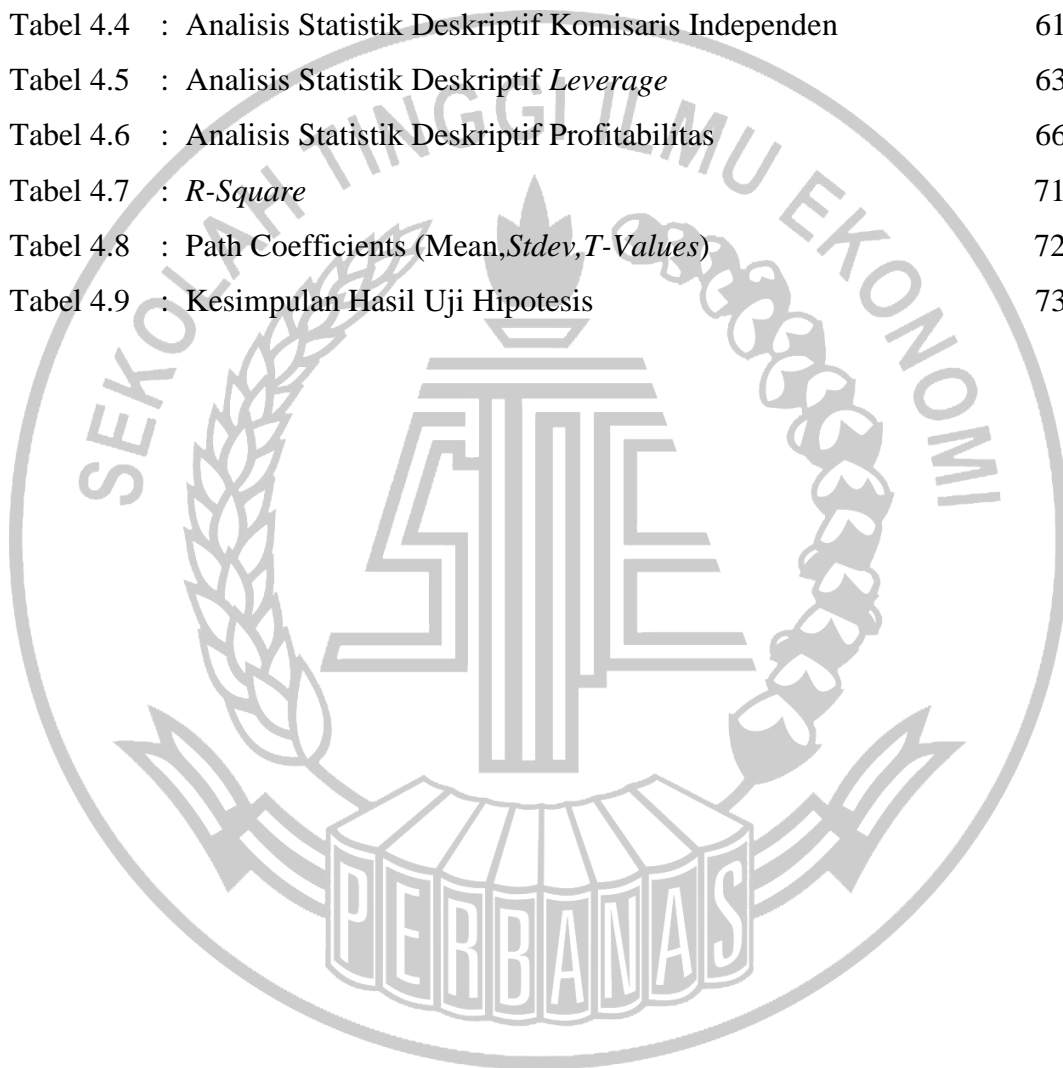 Tabel 4.4 : Analisis Statistik Deskriptif Komisaris Independen 61
Tabel 4.5 : Analisis Statistik Deskriptif Leverage 63
Tabel 4.6 : Analisis Statistik Deskriptif Profitabilitas 66
Tabel 4.7 : R-Square 71
Tabel 4.8 : Path Coefficients (Mean,Stdev,T-Values) 72
Tabel 4.9 : Kesimpulan Hasil Uji Hipotesis 73
SEKOLAH TINGGI ILMU EKONOMI
STIE
PERBANAS